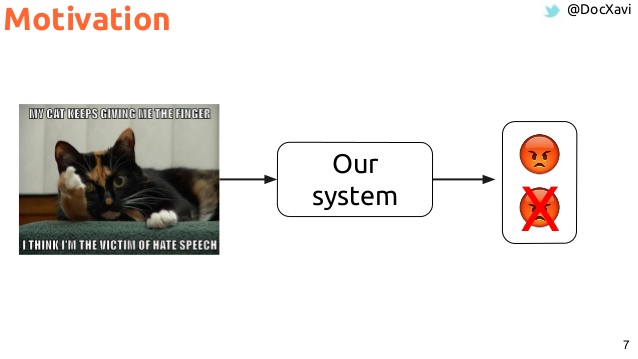 Motivation
@DocXavi
MY CAT KEEPS GIVING ME THE FINGER
I THINK I'M THE VICTIM OF HATE SPEECH
Our
system
7